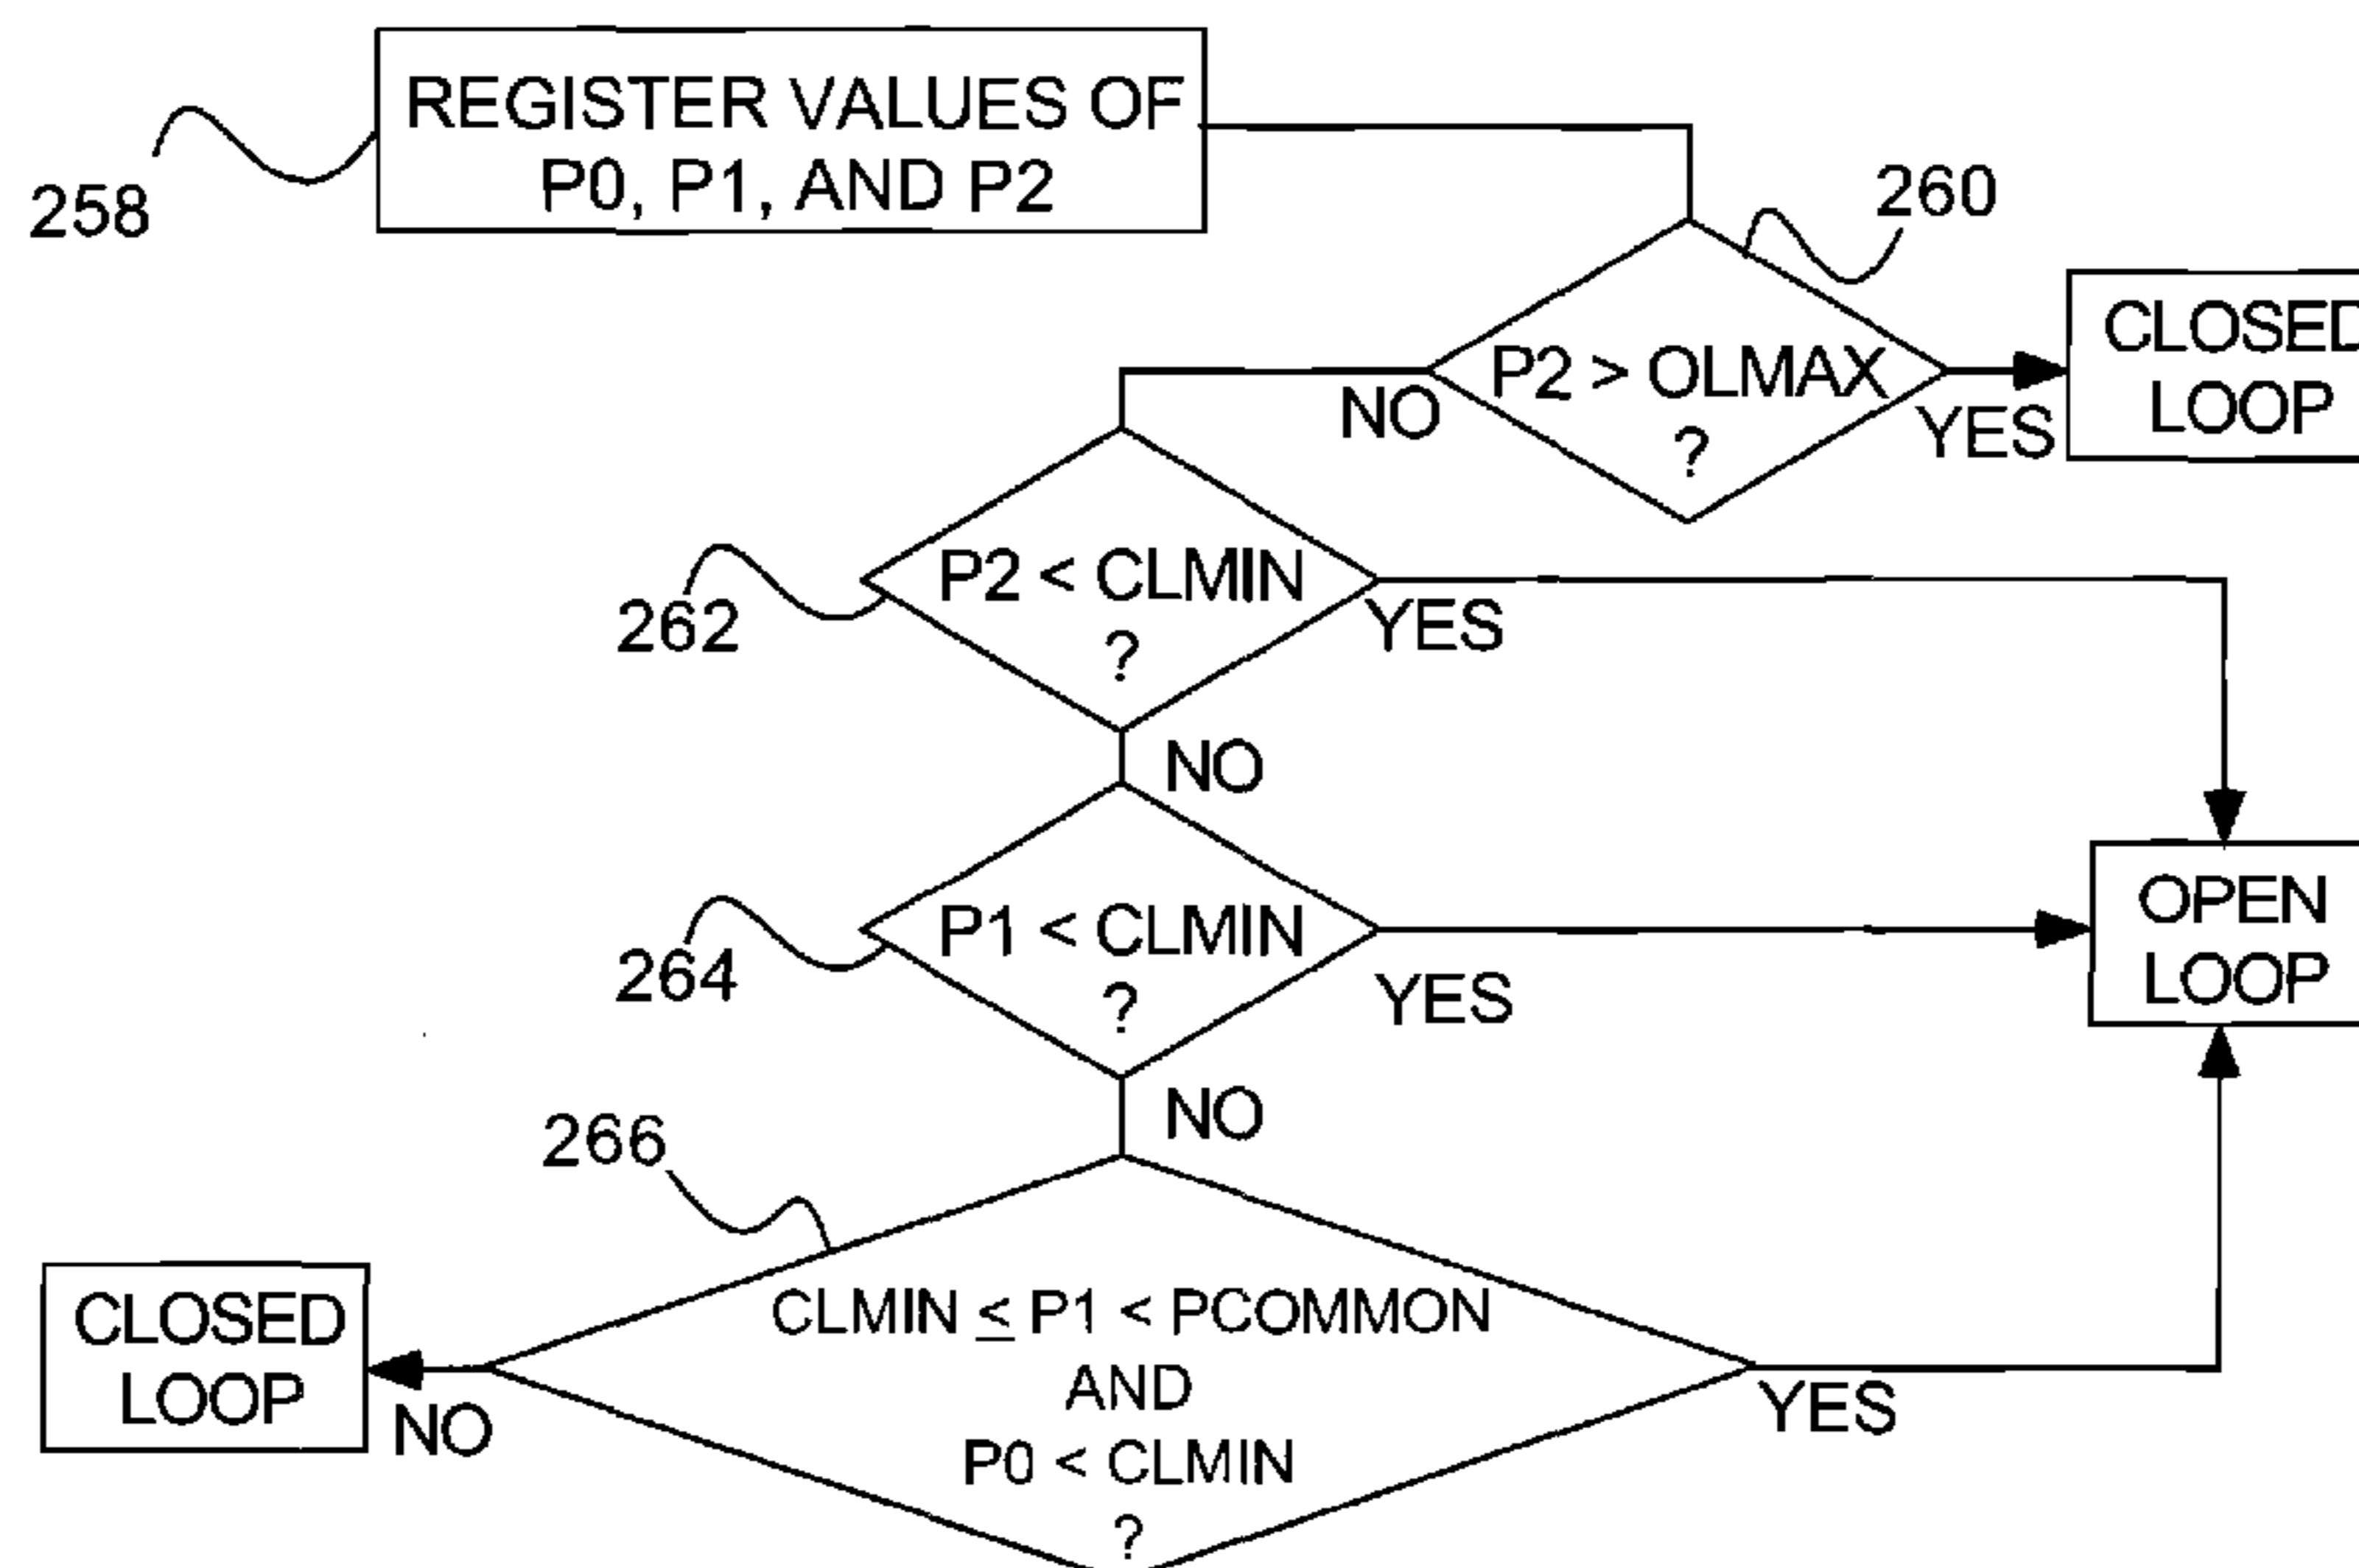 REGISTER VALUES OF
P0, P1, AND P2
258
260
P2 > OLMAX
?
NO
YES
CLOSED
LOOP
P2 < CLMIN
?
262
YES
NO
P1 < CLMIN
?
264
YES
OPEN
LOOP
NO
266
CLMIN ≤ P1 < PCOMMON
AND
P0 < CLMIN
?
CLOSED
LOOP
NO
YES